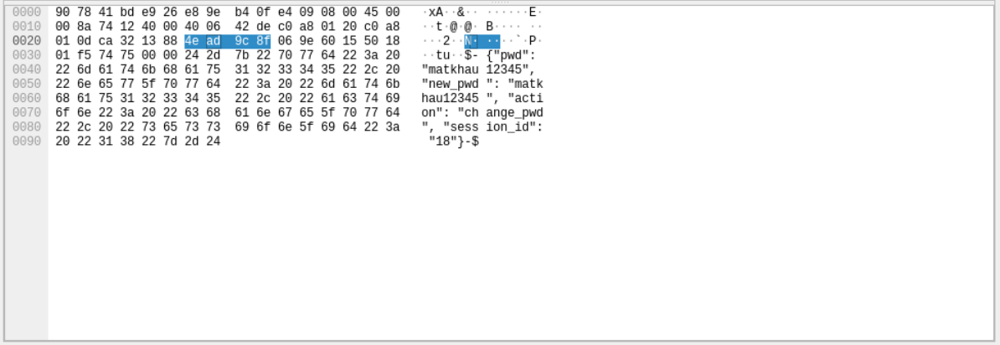 0000 90 78 41 bd e9 26 e8 9e b4 0f e4 09 08 00 45 00 ·xA··&·· ······E·
0010 00 8a 74 12 40 00 40 06 42 de c0 a8 01 20 c0 a8 ··t·@·@· B···· ··
0020 01 0d ca 32 13 88 4e ad 9c 8f 06 9e 60 15 50 18 ···2··N· ····`·P·
0030 01 f5 74 75 00 00 24 2d 7b 22 70 77 64 22 3a 20 ··tu··$- {"pwd":
0040 22 6d 61 74 6b 68 61 75 31 32 33 34 35 22 2c 20 "matkhau 12345",
0050 22 6e 65 77 5f 70 77 64 22 3a 20 22 6d 61 74 6b "new_pwd ": "matk
0060 68 61 75 31 32 33 34 35 22 2c 20 22 61 63 74 69 hau12345 ", "acti
0070 6f 6e 22 3a 20 22 63 68 61 6e 67 65 5f 70 77 64 on": "ch ange_pwd
0080 22 2c 20 22 73 65 73 73 69 6f 6e 5f 69 64 22 3a ", "sess ion_id":
0090 20 22 31 38 22 7d 2d 24 "18"}-$